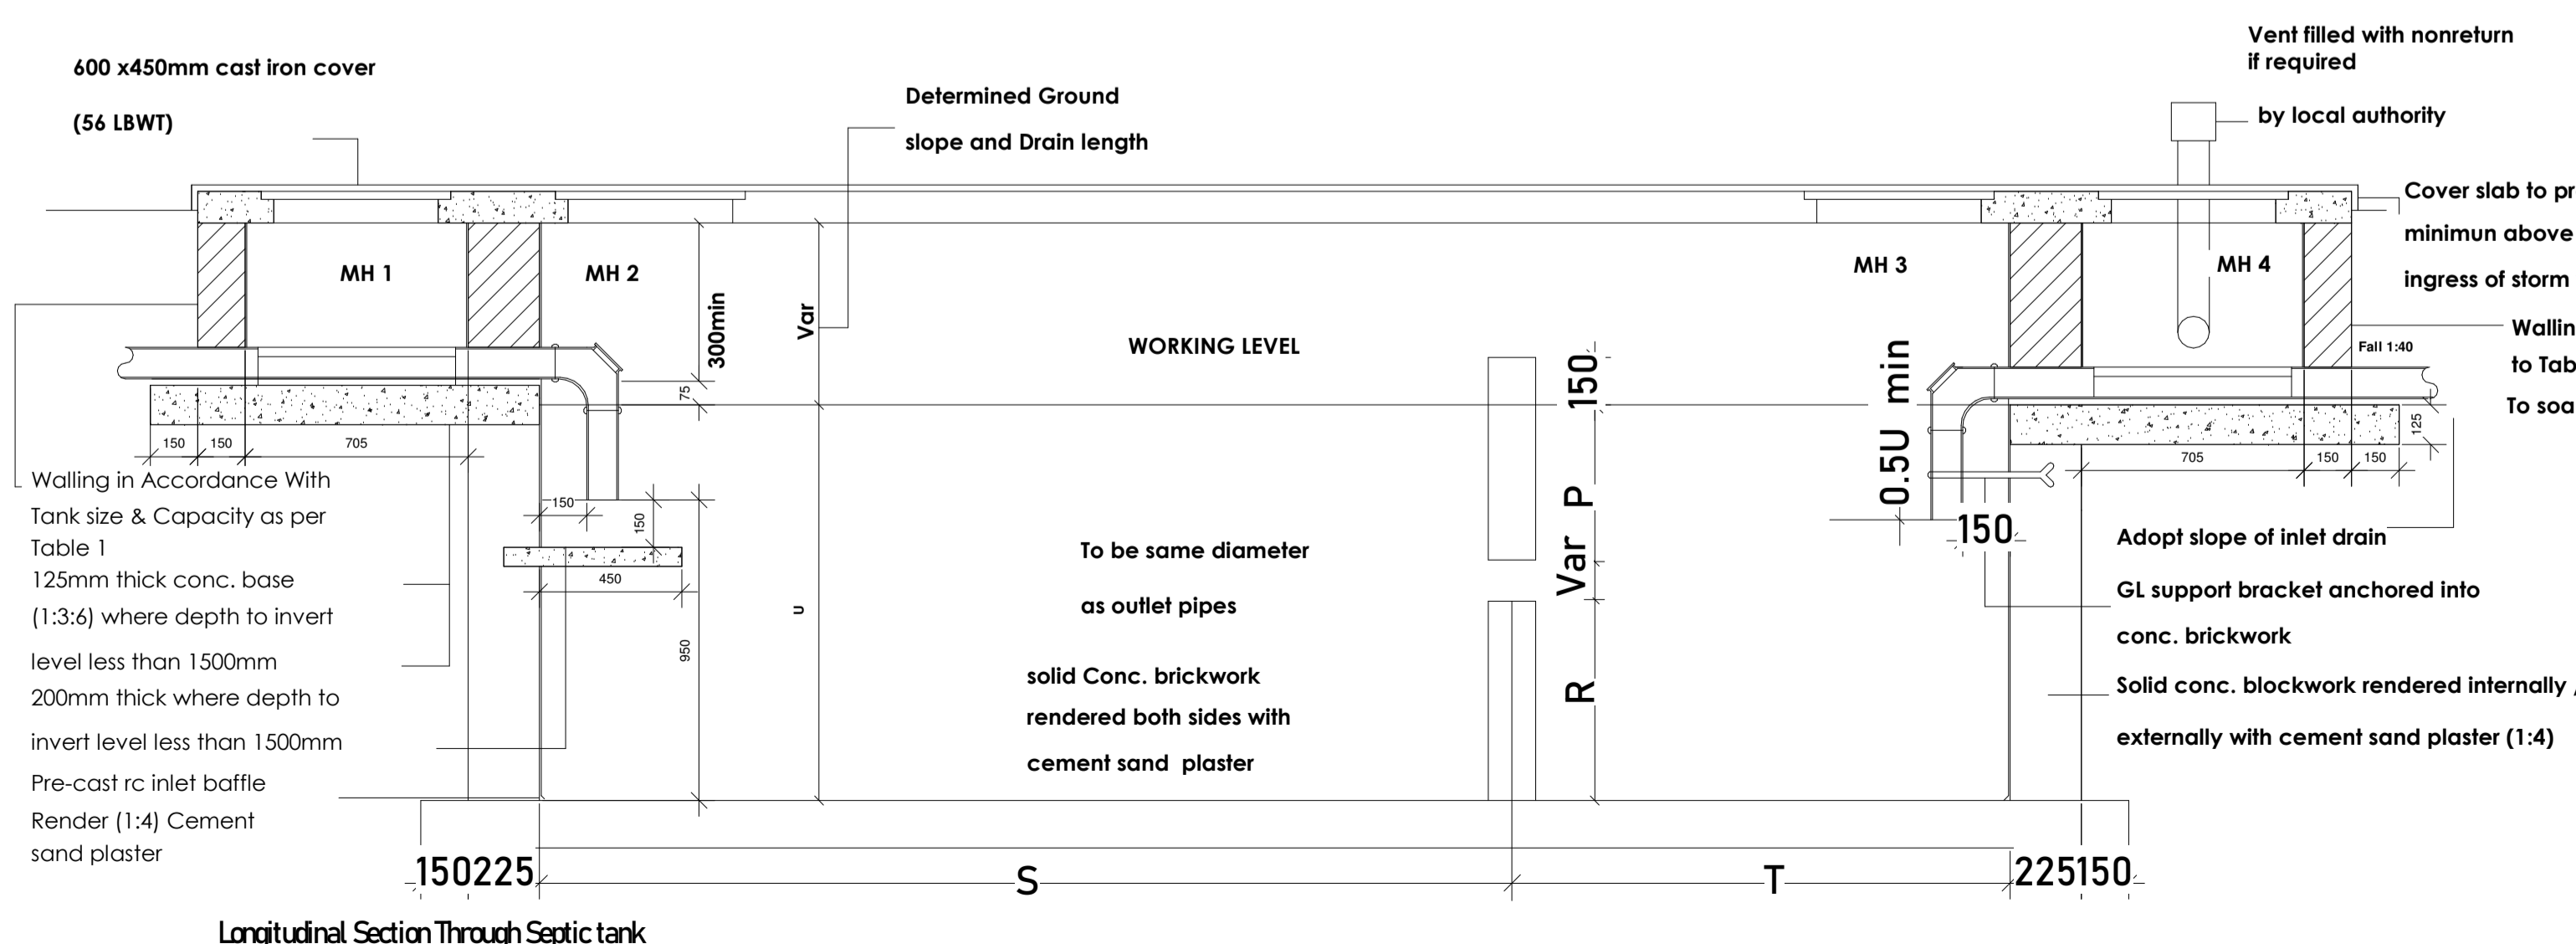 600 x450mm cast iron cover
(56 LBWT)
Determined Ground
slope and Drain length
Vent filled with nonreturn
if required
by local authority
Cover slab to pr
minimun above
ingress of storm
Wallin
to Tab
To soa
Fall 1:40
MH 1
MH 2
MH 3
MH 4
300min
Var
75
WORKING LEVEL
150
Var P
R
0.5U min
150
150
150
705
150
150
450
950
U
705
150
150
125
Walling in Accordance With
Tank size & Capacity as per
Table 1
125mm thick conc. base
(1:3:6) where depth to invert
level less than 1500mm
200mm thick where depth to
invert level less than 1500mm
Pre-cast rc inlet baffle
Render (1:4) Cement
sand plaster
To be same diameter
as outlet pipes
solid Conc. brickwork
rendered both sides with
cement sand plaster
Adopt slope of inlet drain
GL support bracket anchored into
conc. brickwork
Solid conc. blockwork rendered internally
externally with cement sand plaster (1:4)
150225
S
T
225150
Longitudinal Section Through Septic tank